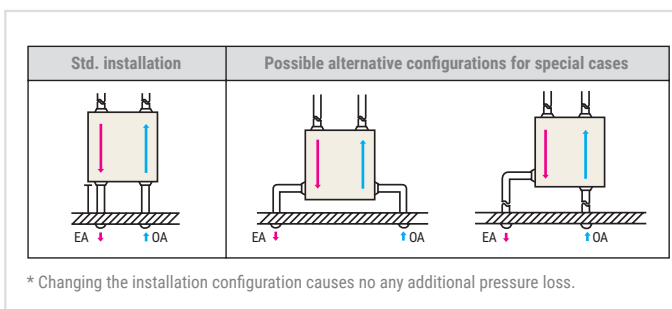 Std. installation
Possible alternative configurations for special cases
EA OA
EA OA
EA OA
* Changing the installation configuration causes no any additional pressure loss.